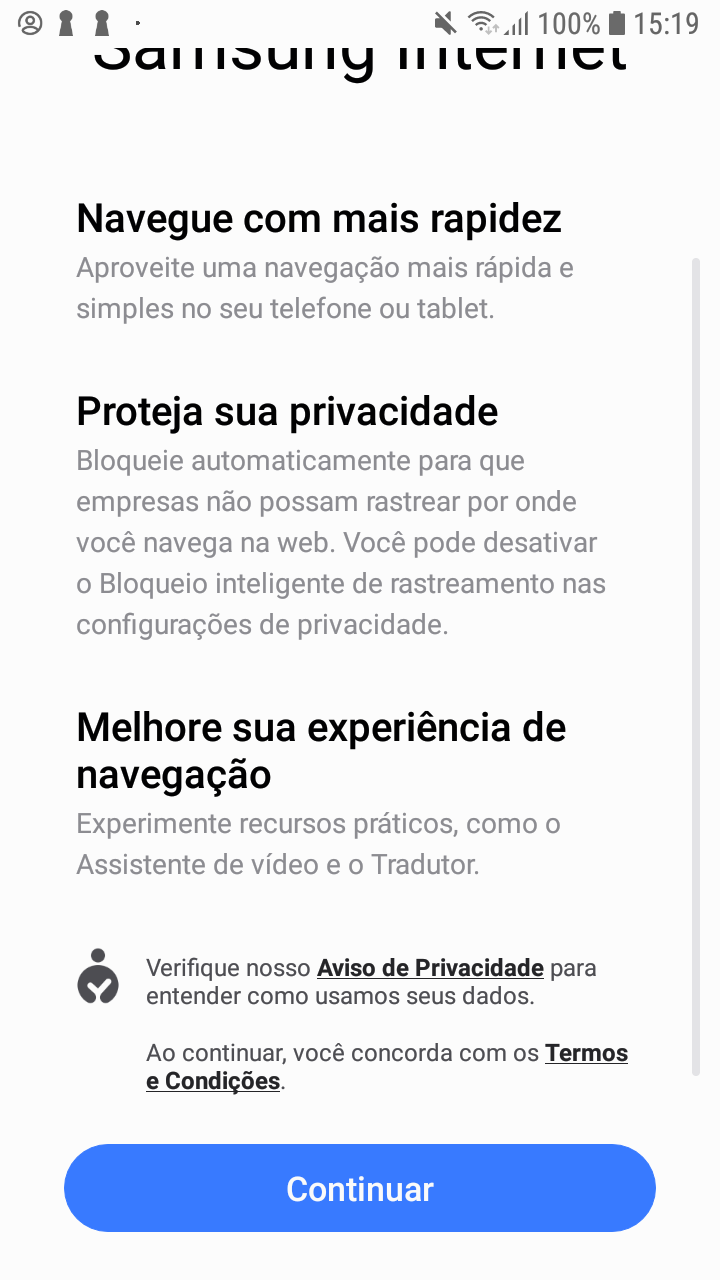 100% 15:19
Samsung Internet
Navegue com mais rapidez
Aproveite uma navegação mais rápida e
simples no seu telefone ou tablet.
Proteja sua privacidade
Bloqueie automaticamente para que
empresas não possam rastrear por onde
você navega na web. Você pode desativar
o Bloqueio inteligente de rastreamento nas
configurações de privacidade.
Melhore sua experiência de
navegação
Experimente recursos práticos, como o
Assistente de vídeo e o Tradutor.
Verifique nosso Aviso de Privacidade para
entender como usamos seus dados.
Ao continuar, você concorda com os Termos
e Condições.
Continuar